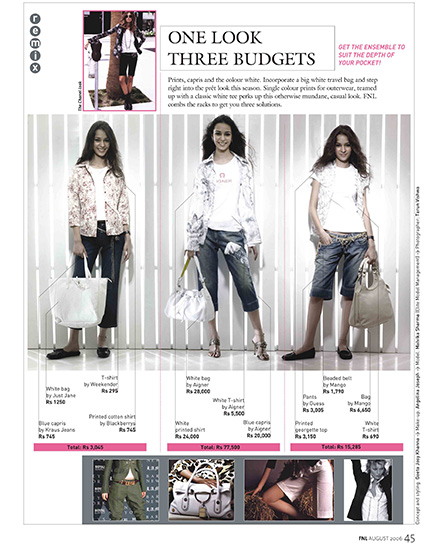 remix
The Chanel look
ONE LOOK
THREE BUDGETS
GET THE ENSEMBLE TO
SUIT THE DEPTH OF
YOUR POCKET!
Prints, capris and the colour white. Incorporate a big white travel bag and step
right into the prêt look this season. Single colour prints for outerwear, teamed
up with a classic white tee perks up this otherwise mundane, casual look. FNL
combs the racks to get you three solutions.
T-shirt
by Weekender
Rs 295
White bag
by Just Jane
Rs 1250
Printed cotton shirt
by Blackberrys
Rs 745
Blue capris
by Kraus Jeans
Rs 745
Total: Rs 3,045
White bag
by Aigner
Rs 28,000
White T-shirt
by Aigner
Rs 5,500
White
printed shirt
Rs 24,000
Blue capris
by Aigner
Rs 20,000
Total: Rs 77,500
Beaded belt
by Mango
Rs 1,790
Pants
by Guess
Rs 3,005
Bag
by Mango
Rs 6,650
Printed
georgette top
Rs 3,150
White
T-shirt
Rs 690
Total: Rs 15,285
Concept and styling: Khanna Make-up: Angelina Joseph Model: Malvika Sharma (Elite Model Management) Photographer: Tarun Vishwa
FNL AUGUST 2006 45